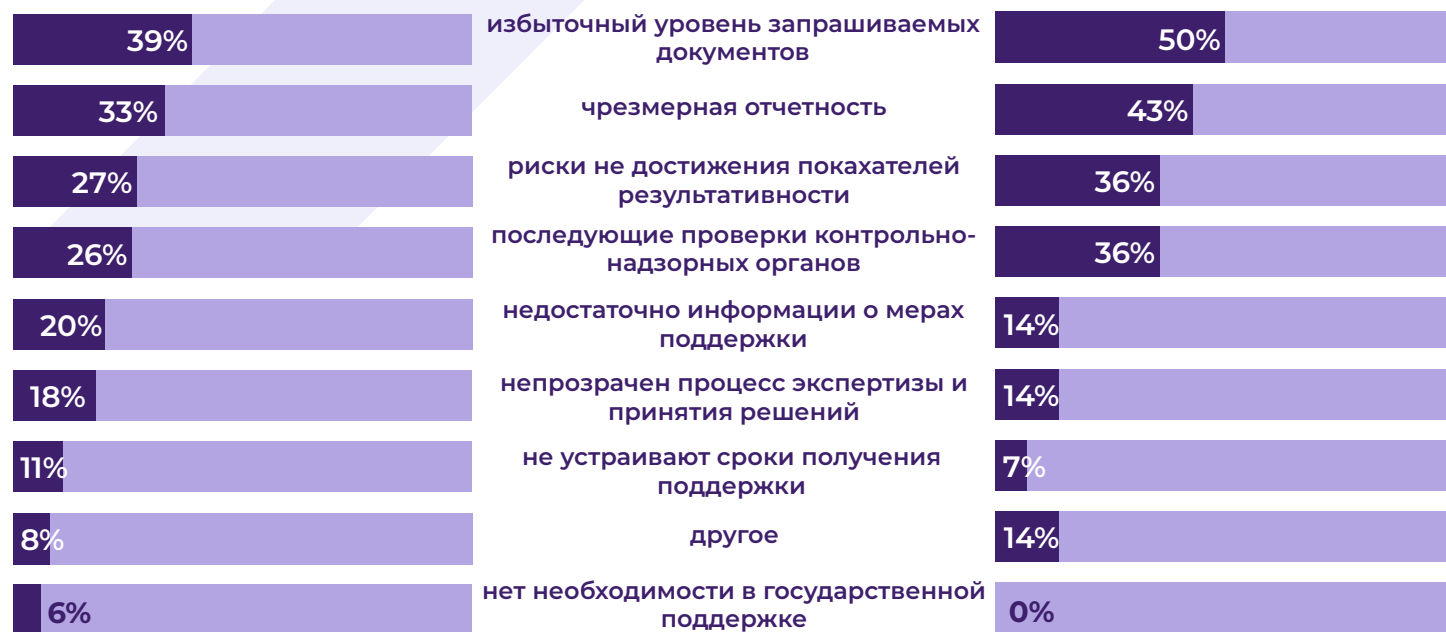 39%
избыточный уровень запрашиваемых
документов
50%
33%
чрезмерная отчетность
43%
27%
риски не достижения покахателей
результативности
36%
26%
последующие проверки контрольно-
надзорных органов
36%
20%
недостаточно информации о мерах
поддержки
14%
18%
непрозрачен процесс экспертизы и
принятия решений
14%
11%
не устраивают сроки получения
поддержки
7%
8%
другое
14%
6%
нет необходимости в государственной
поддержке
0%